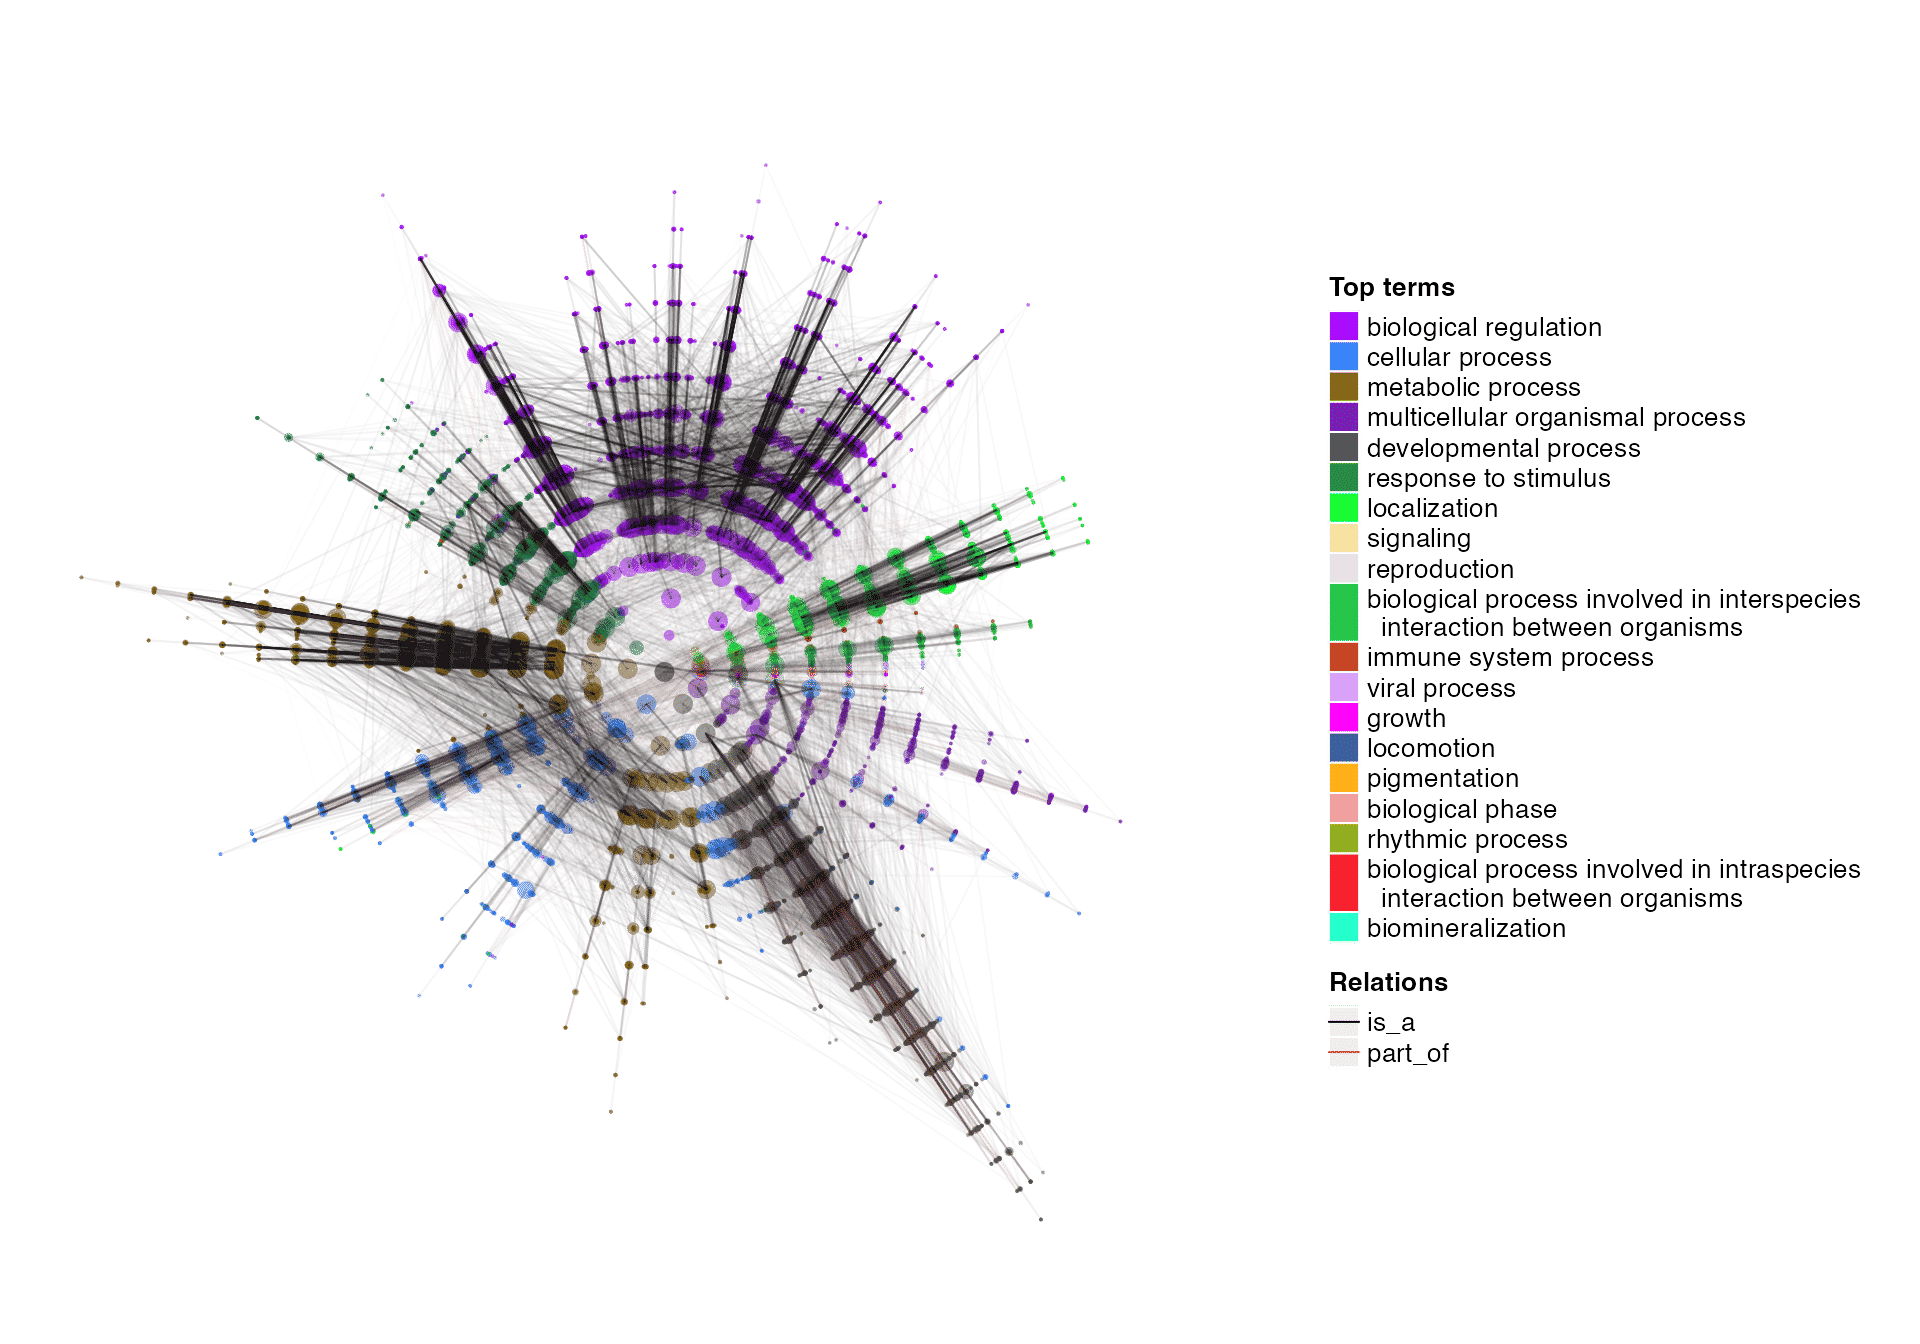 Top terms
biological regulation
cellular process
metabolic process
multicellular organismal process
developmental process
response to stimulus
localization
signaling
reproduction
biological process involved in interspecies
interaction between organisms
immune system process
viral process
growth
locomotion
pigmentation
biological phase
rhythmic process
biological process involved in intraspecies
interaction between organisms
biomineralization
Relations
is_a
part_of